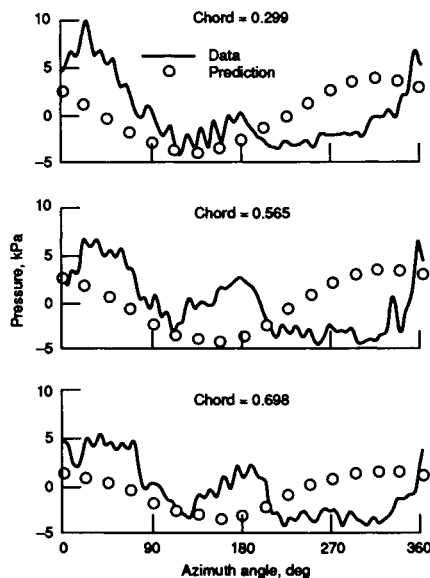 Chord = 0.299
Data
Prediction
10
5
0
-5
Chord = 0.565
10
5
0
-5
Pressure, kPa
Chord = 0.698
10
5
0
-5
0 90 180 270 360
Azimuth angle, deg